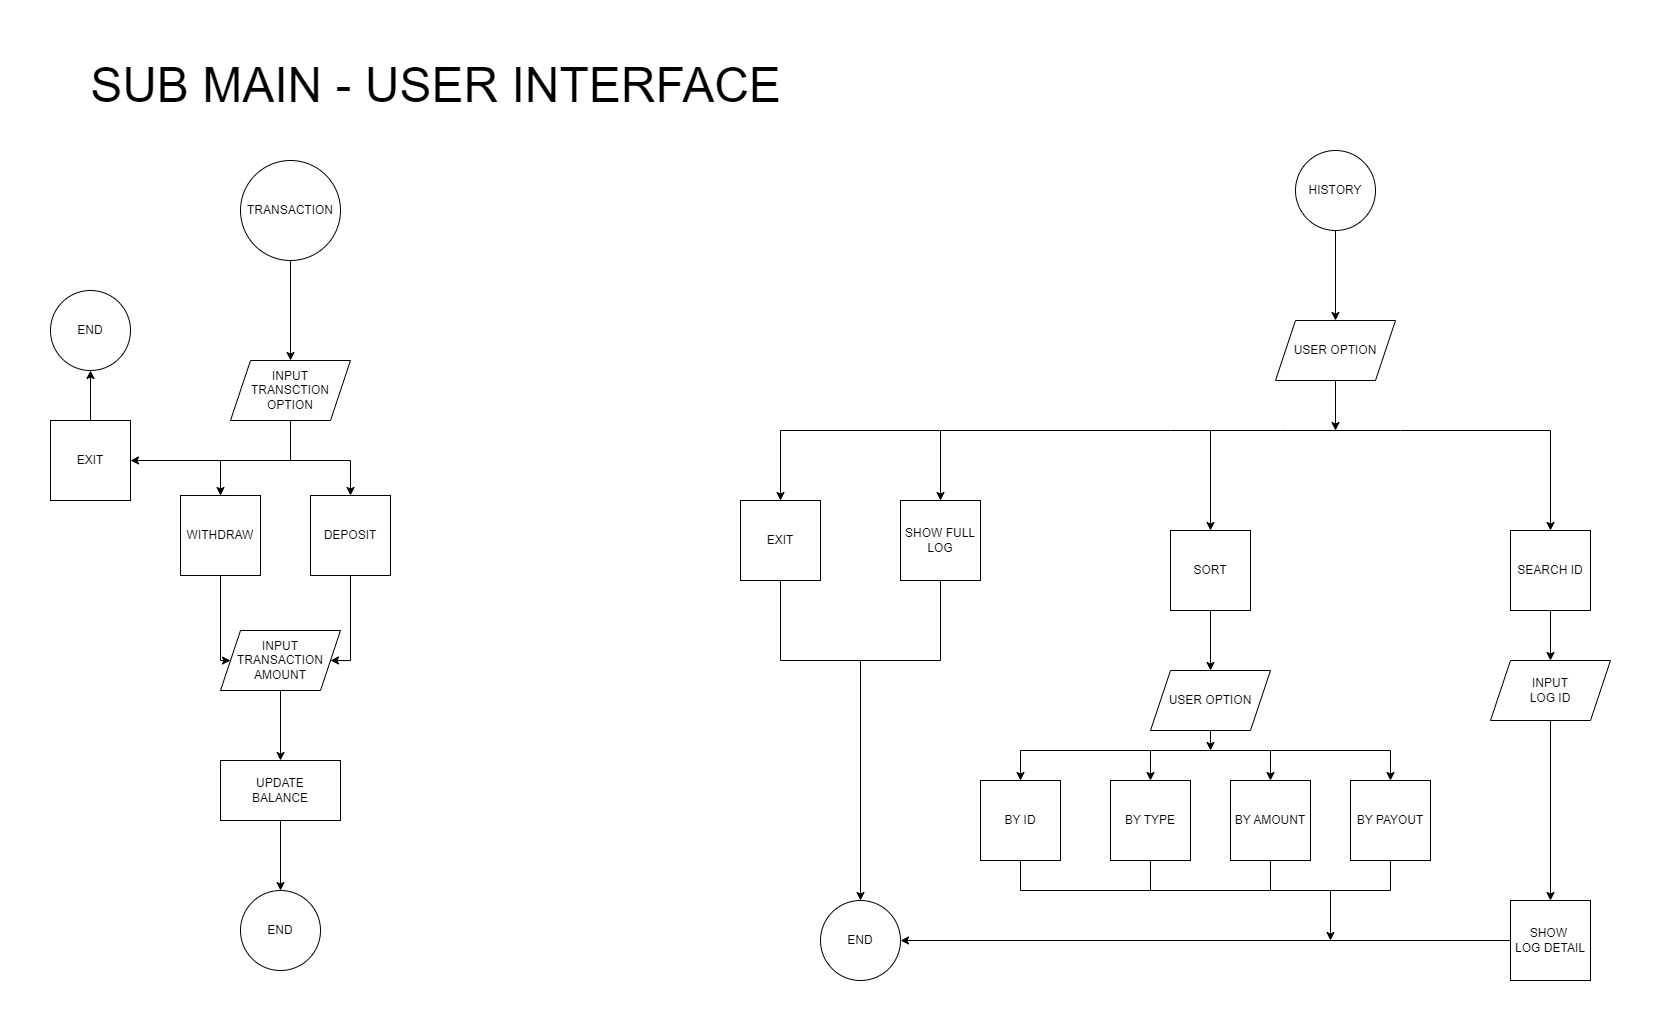 SUB MAIN - USER INTERFACE
TRANSACTION
END
INPUT
TRANSCTION
OPTION
EXIT
WITHDRAW
DEPOSIT
INPUT
TRANSACTION
AMOUNT
UPDATE
BALANCE
END
HISTORY
USER OPTION
EXIT
SHOW FULL
LOG
SORT
SEARCH ID
USER OPTION
INPUT
LOG ID
BY ID
BY TYPE
BY AMOUNT
BY PAYOUT
END
SHOW
LOG DETAIL